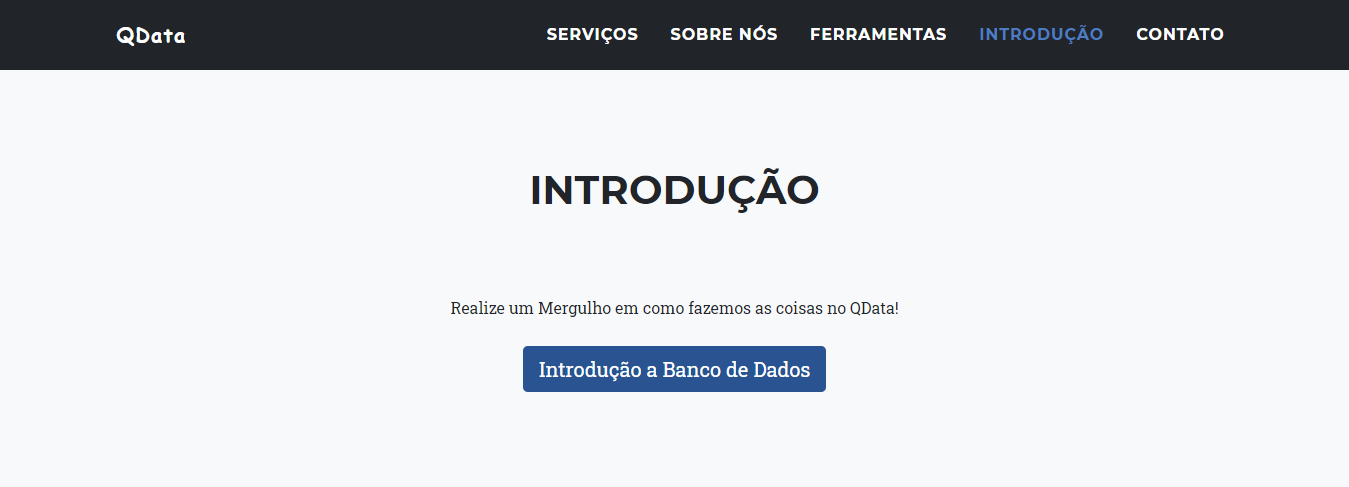 QData
SERVIÇOS SOBRE NÓS FERRAMENTAS INTRODUÇÃO CONTATO
INTRODUÇÃO
Realize um Mergulho em como fazemos as coisas no QData!
Introdução a Banco de Dados